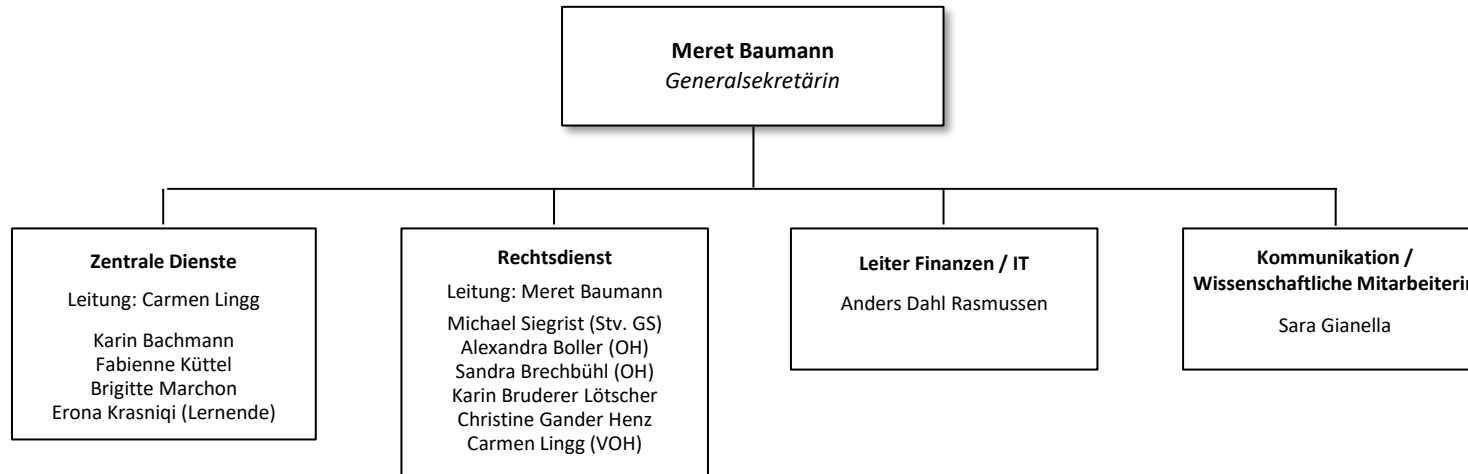 Meret Baumann
Generalsekretärin
Zentrale Dienste
Leitung: Carmen Lingg
Karin Bachmann
Fabienne Küttel
Brigitte Marchon
Erona Krasniqi (Lernende)
Rechtsdienst
Leitung: Meret Baumann
Michael Siegrist (Stv. GS)
Alexandra Boller (OH)
Sandra Brechbühl (OH)
Karin Bruderer Lötscher
Christine Gander Henz
Carmen Lingg (VOH)
Leiter Finanzen / IT
Anders Dahl Rasmussen
Kommunikation /
Wissenschaftliche Mitarbeiterin
Sara Gianella